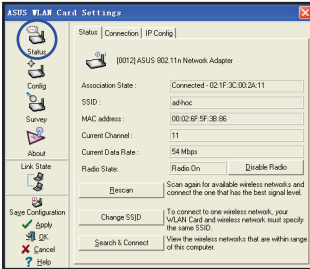 ASUS WLAN Card Settings
Status
Config
Survey
About
Link State
Save Configuration
Apply
OK
Cancel
Help
Status Connection IP Config
[0012] ASUS 802.11n Network Adapter
Association State : Connected - 02:1F:3C:00:2A:11
SSID : ad-hoc
MAC address : 00:02:6F:5F:3B:86
Current Channel : 11
Current Data Rate : 54 Mbps
Radio State: Radio On Disable Radio
Rescan Scan again for available wireless networks and
connect the one that has the best signal level.
Change SSID To connect to one wireless network, your
WLAN Card and wireless network must specify
the same SSID.
Search & Connect View the wireless networks that are within range
of this computer.